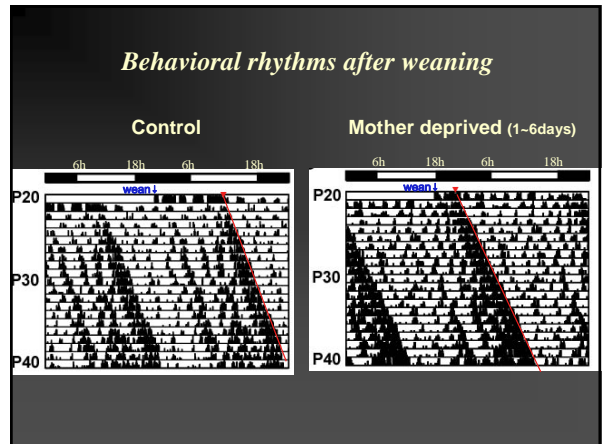 Behavioral rhythms after weaning
Control
6h 18h 6h 18h
wean↓
P20
P30
P40
Mother deprived (1~6days)
6h 18h 6h 18h
wean↓
P20
P30
P40